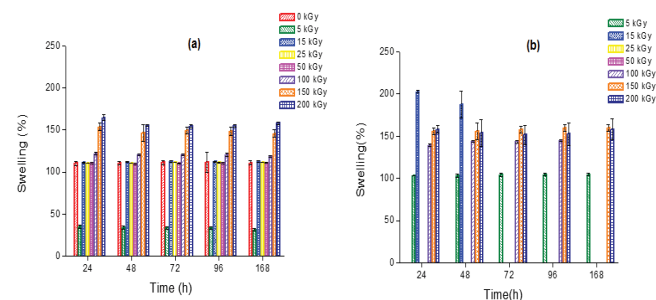 (a)
0 kGy
5 kGy
15 kGy
25 kGy
50 kGy
100 kGy
150 kGy
200 kGy
250
200
150
100
50
0
Swelling (%)
24 48 72 96 168
Time (h)
(b)
5 kGy
15 kGy
25 kGy
50 kGy
100 kGy
150 kGy
200 kGy
250
200
150
100
50
0
Swelling(%)
24 48 72 96 168
Time(h)